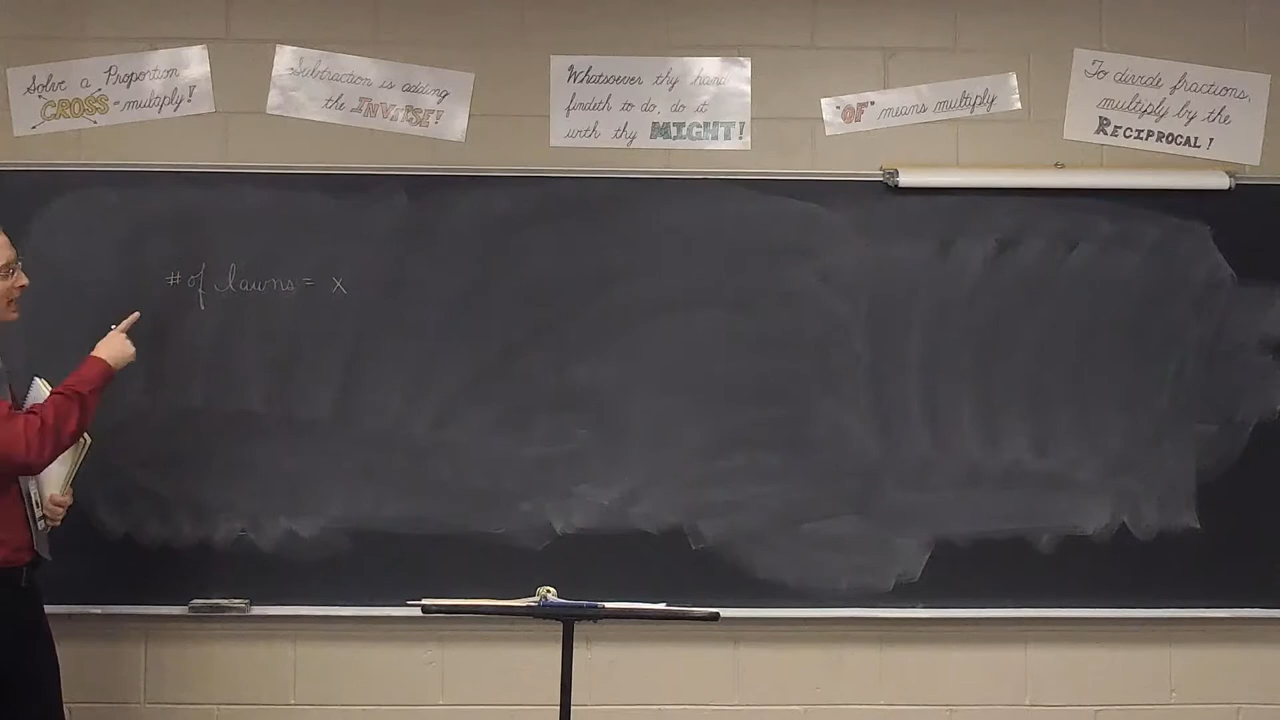 Solve a Proportion
CROSS-multiply!
Subtraction is adding
the INVERSE!
Whatsoever thy hand
findeth to do, do it
with thy MIGHT!
"OF" means multiply
To divide fractions,
multiply by the
RECIPROCAL!
# of lawns = x